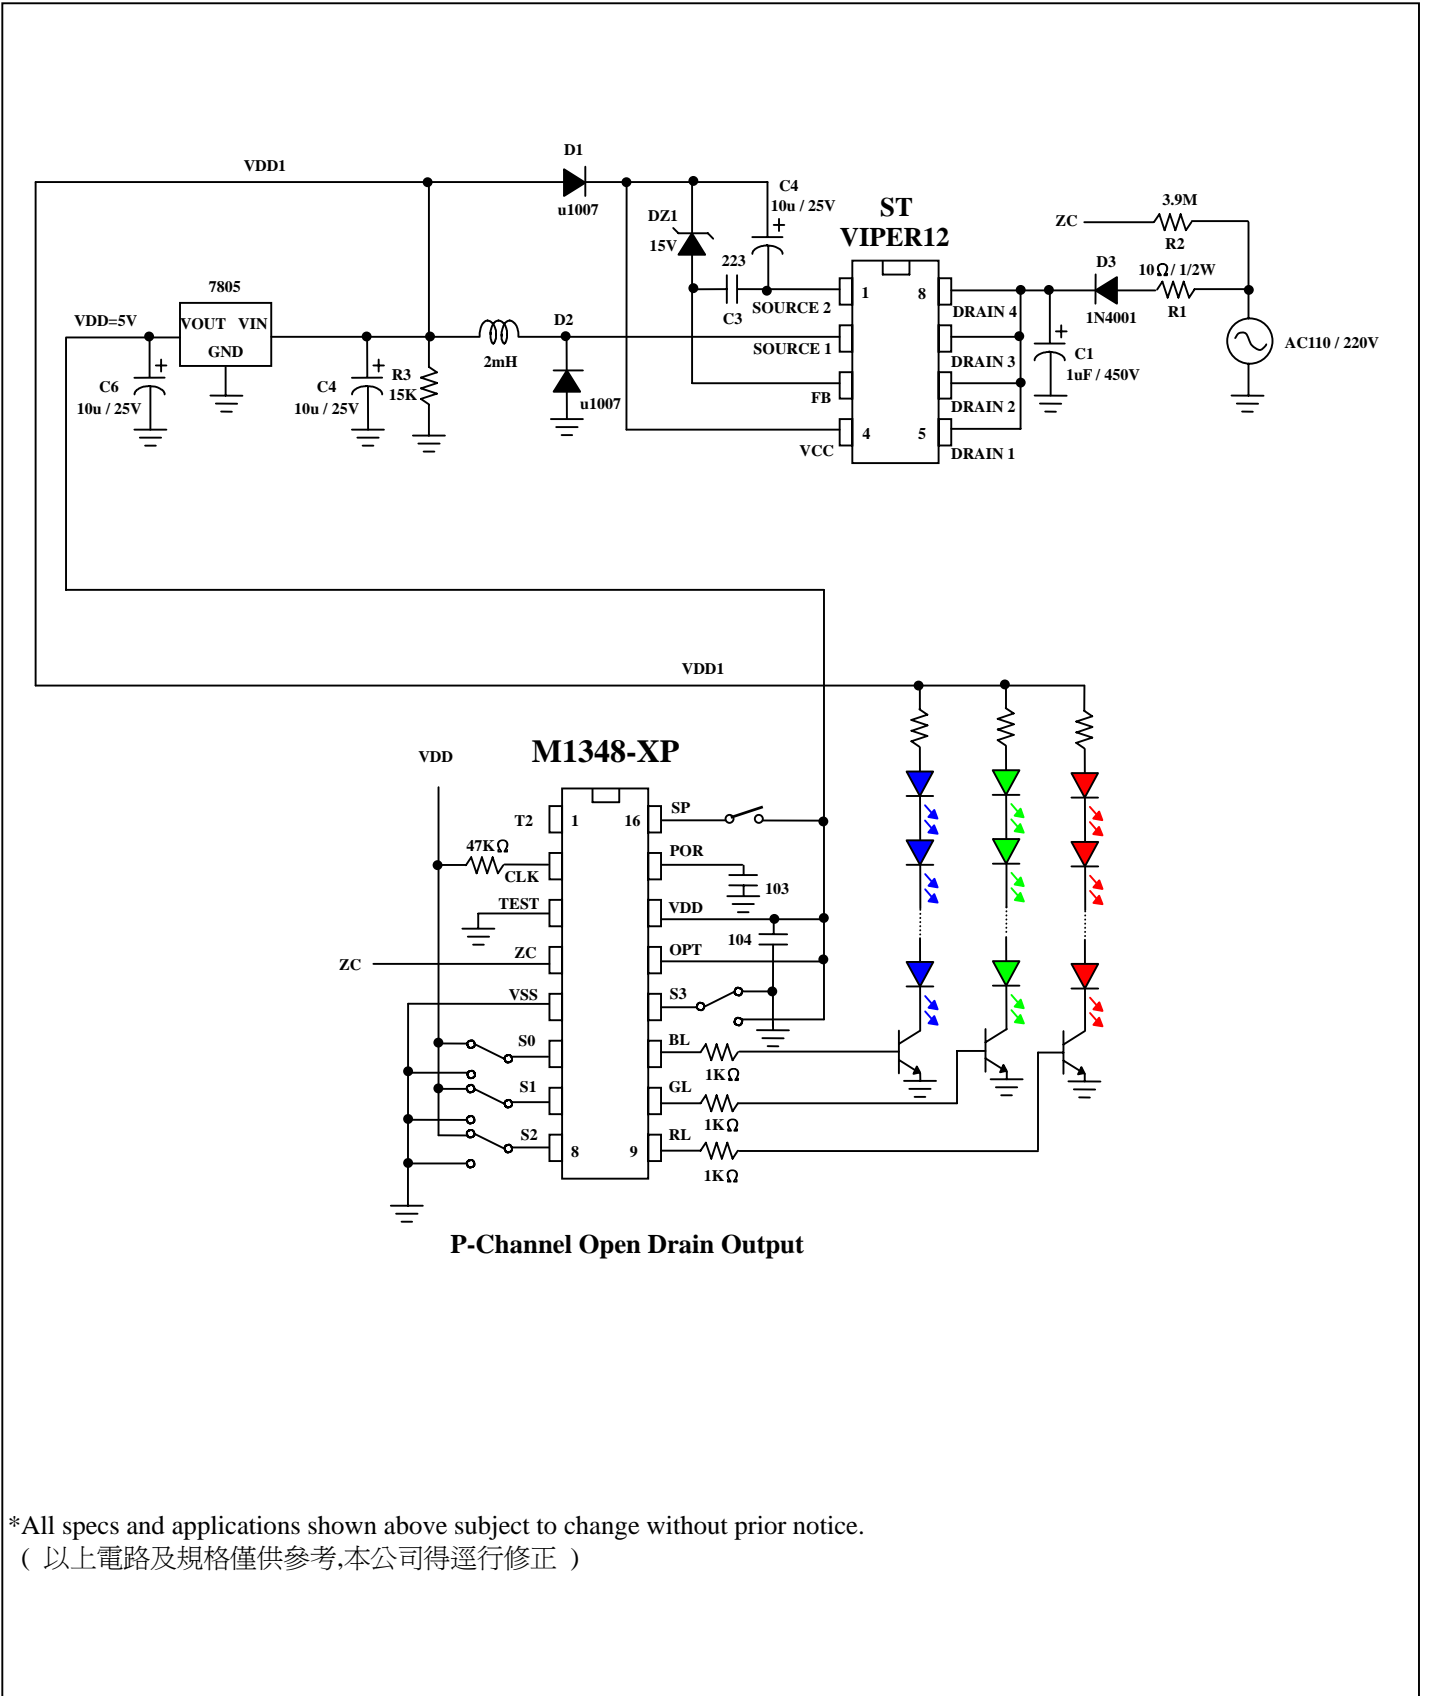 VDD1
D1
u1007
DZ1
15V
C4
10u / 25V
223
C3
ST
VIPER12
SOURCE 2
SOURCE 1
FB
VCC
1
8
4
5
DRAIN 4
DRAIN 3
DRAIN 2
DRAIN 1
ZC
3.9M
R2
D3
1N4001
10Ω/ 1/2W
R1
C1
1uF / 450V
AC110 / 220V
7805
VDD=5V
VOUT VIN
GND
C6
10u / 25V
C4
10u / 25V
R3
15K
2mH
D2
u1007
VDD1
VDD
M1348-XP
T2
1
16
SP
47KΩ
CLK
POR
103
TEST
VDD
104
ZC
ZC
OPT
VSS
S3
S0
BL
1KΩ
S1
GL
1KΩ
S2
8
9
RL
1KΩ
P-Channel Open Drain Output
*All specs and applications shown above subject to change without prior notice.
( 以上電路及規格僅供參考,本公司得逕行修正 )